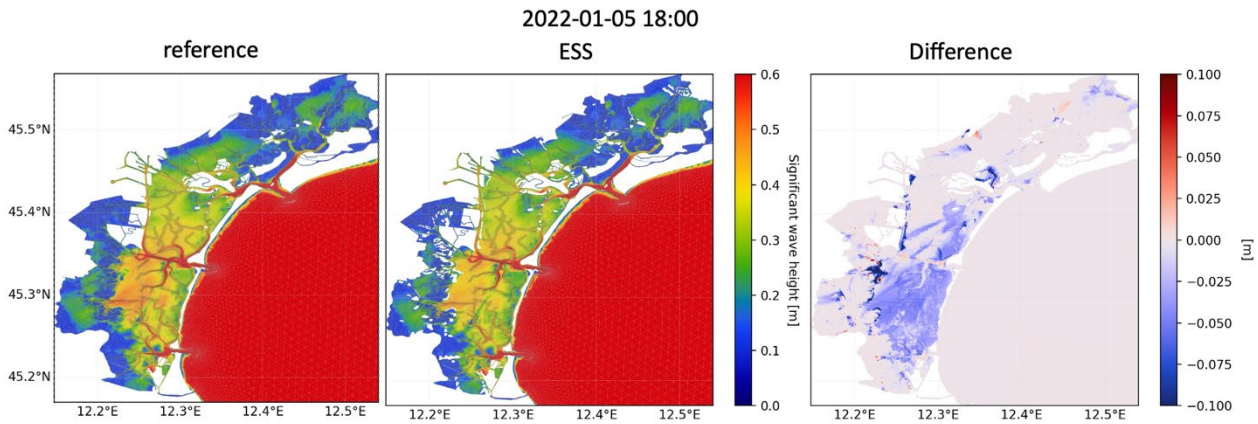 2022-01-05 18:00
reference
ESS
Difference
45.5°N
45.4°N
45.3°N
45.2°N
12.2°E 12.3°E 12.4°E 12.5°E
12.2°E 12.3°E 12.4°E 12.5°E
0.6
0.5
0.4
0.3
0.2
0.1
0.0
Significant wave height [m]
12.2°E 12.3°E 12.4°E 12.5°E
0.100
0.075
0.050
0.025
0.000
−0.025
−0.050
−0.075
−0.100
[m]